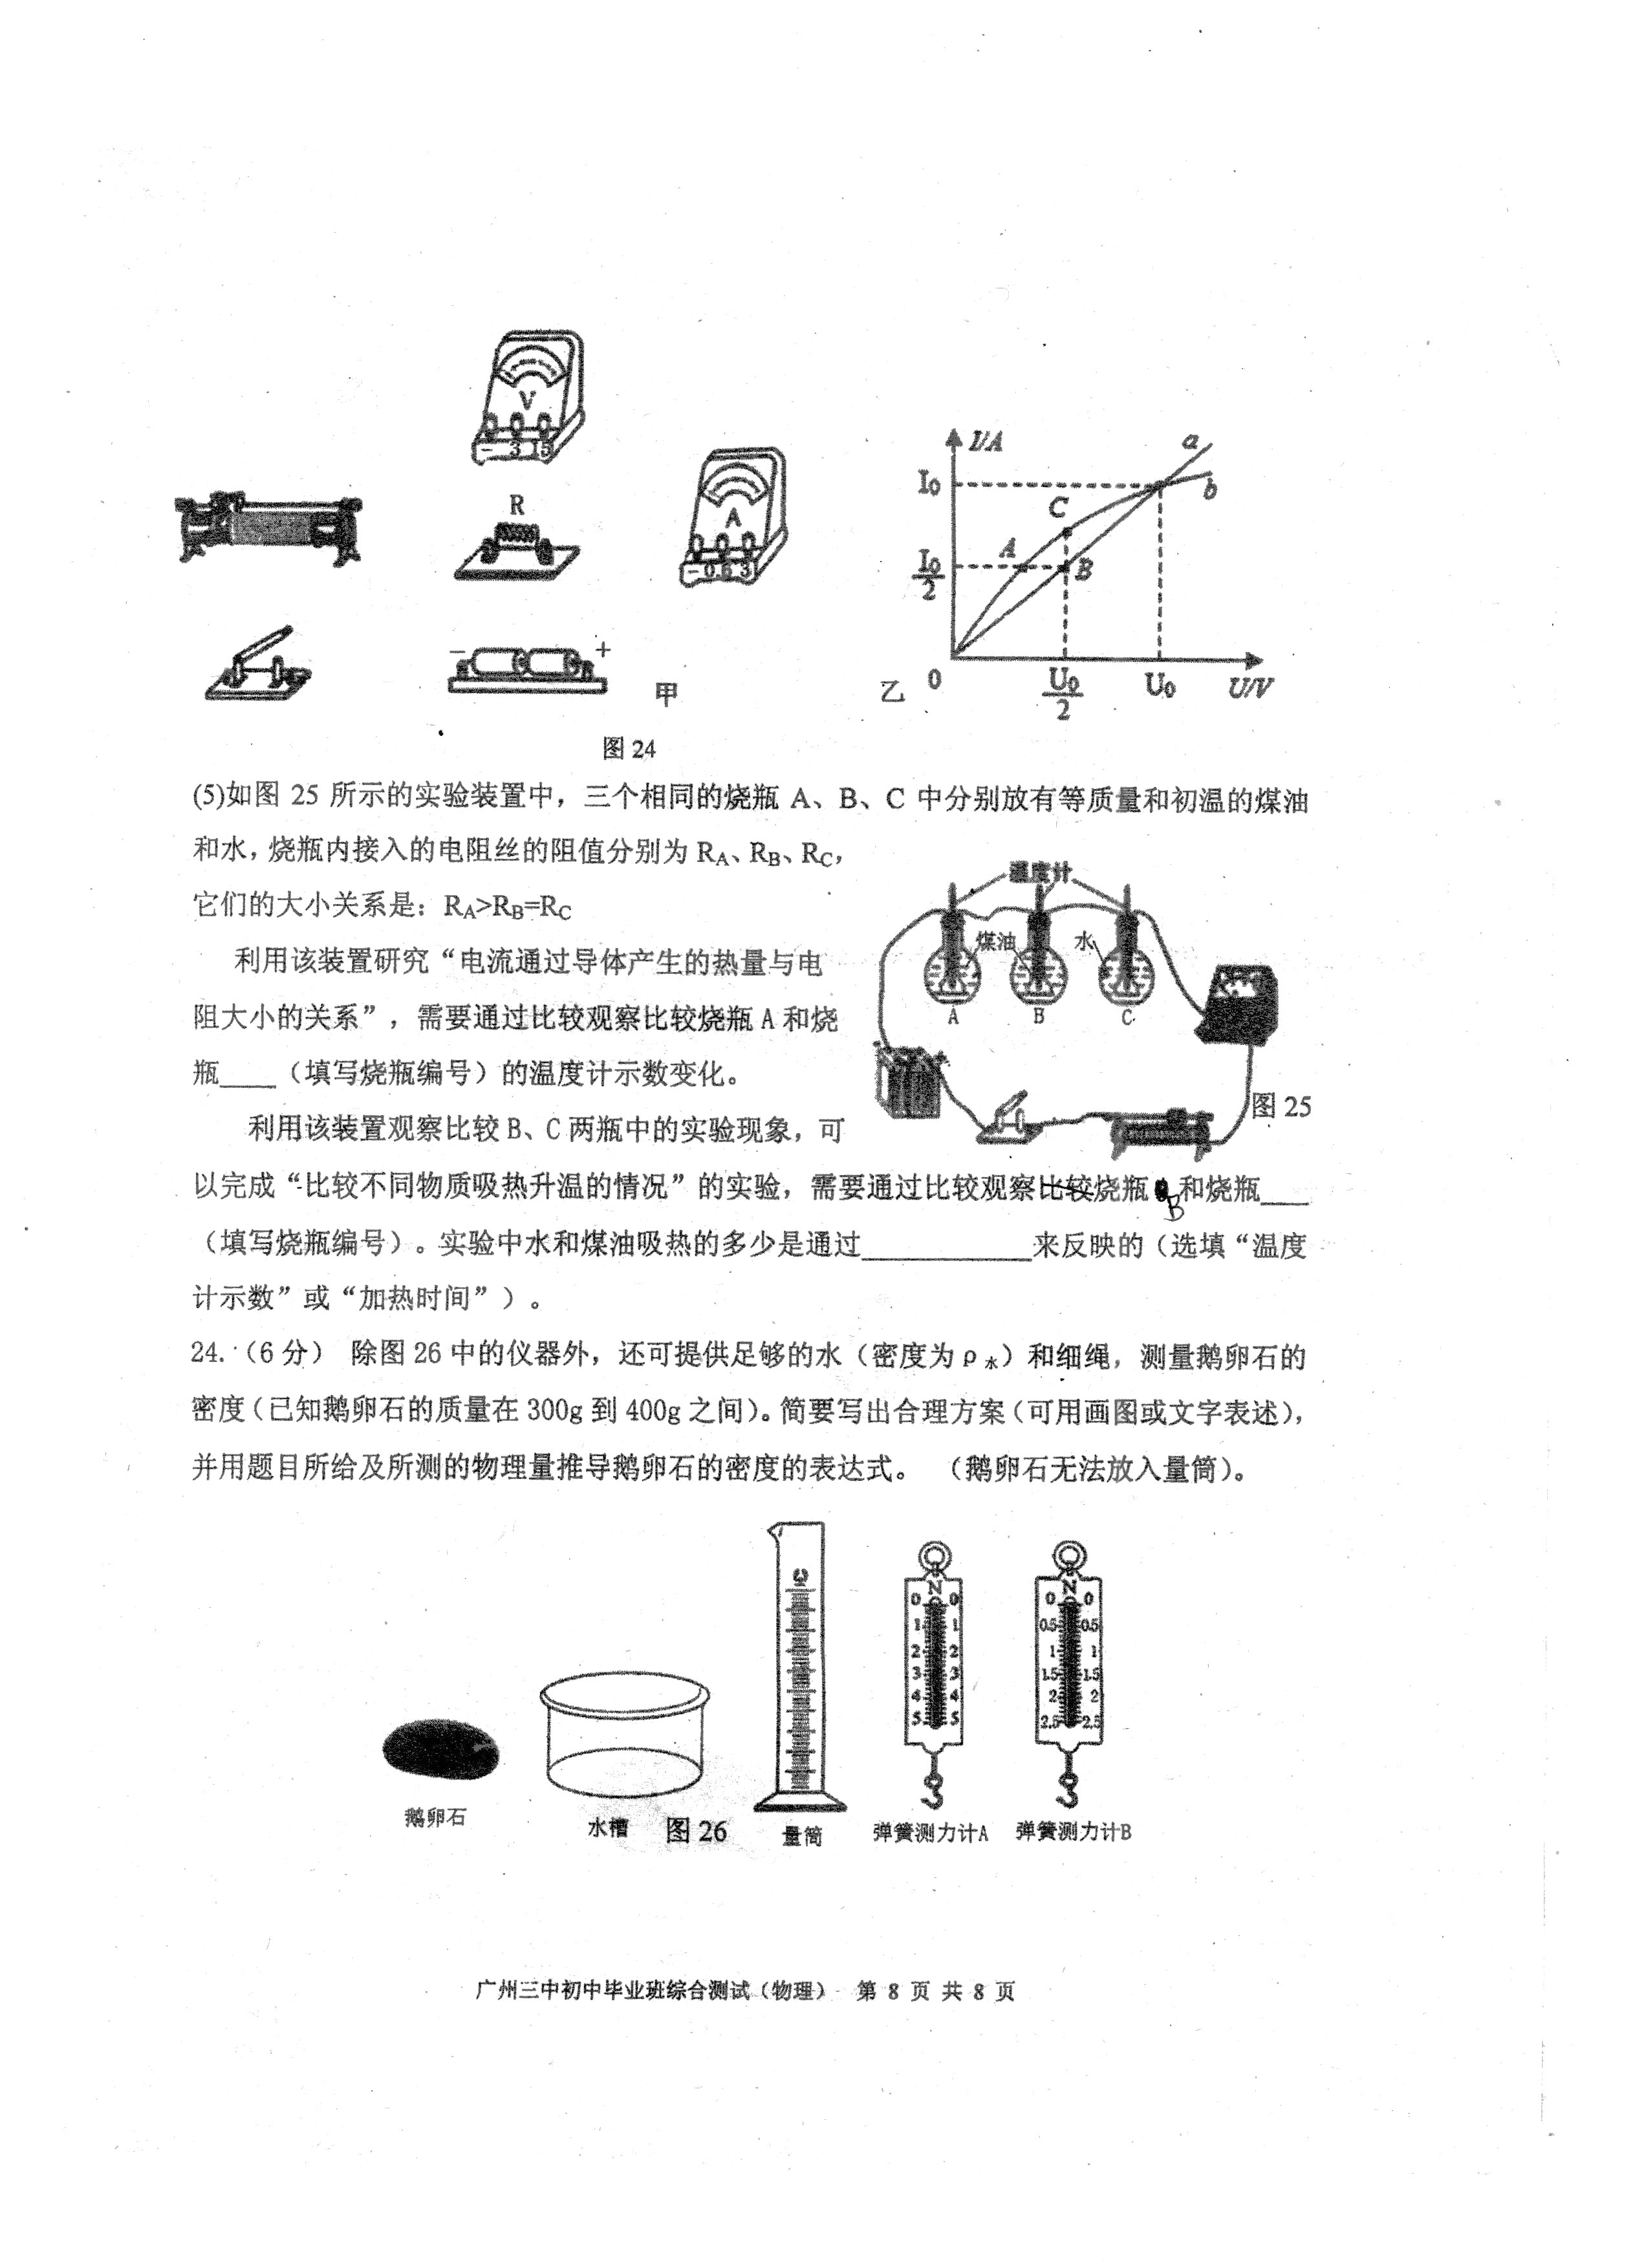 V
- 3 15
R
A
- 0.6 3
- +
甲
I/A
a
I₀
b
C
A
I₀/2
B
乙
0
U₀/2
U₀
U/V
图 24
(5)如图 25 所示的实验装置中，三个相同的烧瓶 A、B、C 中分别放有等质量和初温的煤油
和水，烧瓶内接入的电阻丝的阻值分别为 RA、RB、RC，
它们的大小关系是：RA>RB=RC
利用该装置研究“电流通过导体产生的热量与电
阻大小的关系”，需要通过比较观察比较烧瓶 A 和烧
瓶____（填写烧瓶编号）的温度计示数变化。
利用该装置观察比较 B、C 两瓶中的实验现象，可
温度计
煤油
水
A
B
C
图 25
以完成“比较不同物质吸热升温的情况”的实验，需要通过比较观察比较烧瓶 B 和烧瓶____
（填写烧瓶编号）。实验中水和煤油吸热的多少是通过____________来反映的（选填“温度
计示数”或“加热时间”）。
24.（6 分） 除图 26 中的仪器外，还可提供足够的水（密度为ρ水）和细绳，测量鹅卵石的
密度（已知鹅卵石的质量在 300g 到 400g 之间）。简要写出合理方案（可用画图或文字表述），
并用题目所给及所测的物理量推导鹅卵石的密度的表达式。 （鹅卵石无法放入量筒）。
N
0 0
1 1
2 2
3 3
4 4
5 5
N
0 0
0.5 0.5
1 1
1.5 1.5
2 2
2.5 2.5
鹅卵石
水槽
图 26
量筒
弹簧测力计A
弹簧测力计B
广州三中初中毕业班综合测试（物理） 第 8 页 共 8 页